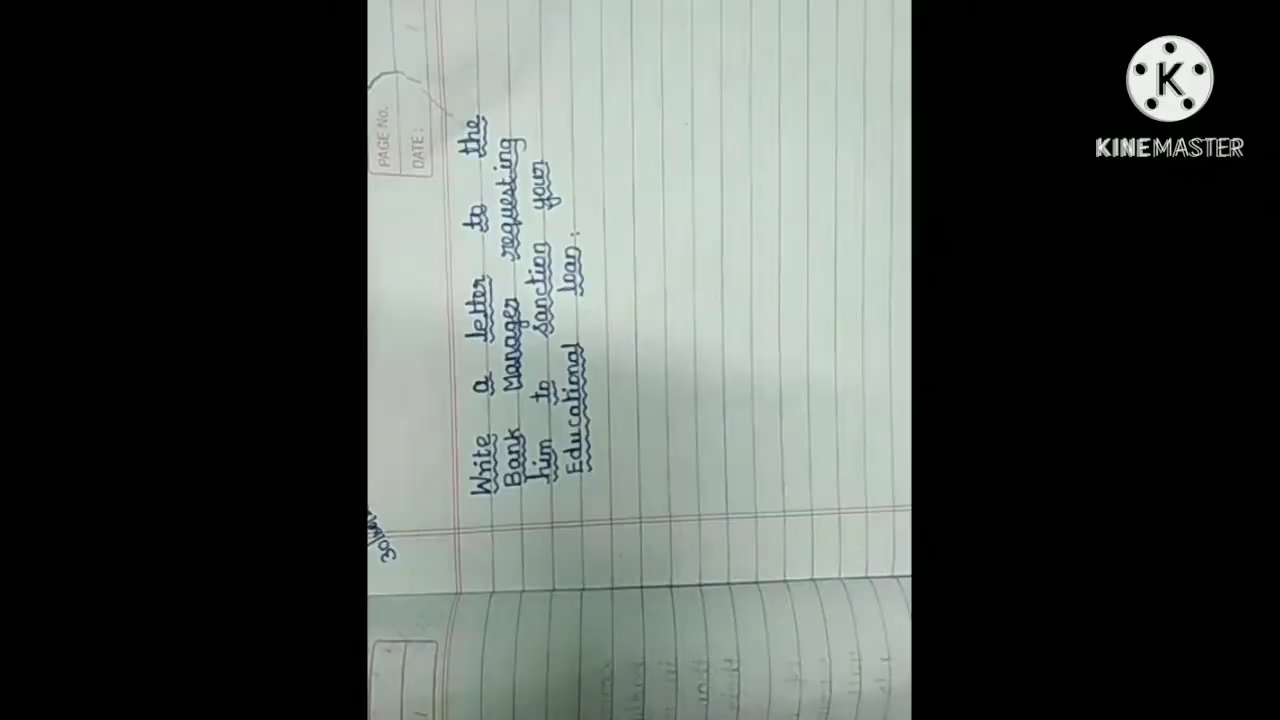 PAGE NO.
DATE:
Write a letter to the
Bank Manager requesting
him to sanction your
Educational loan.
K
KINEMASTER